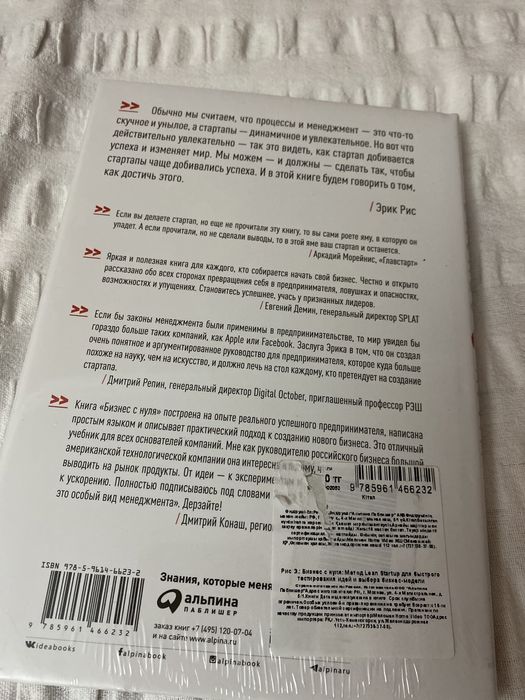 Обычно мы считаем, что процессы и менеджмент — это что-то
скучное и унылое, а стартапы — динамичное и увлекательное. Но вот что
действительно увлекательно — так это видеть, как стартап добивается
успеха и изменяет мир. Мы можем — и должны — сделать так, чтобы
стартапы чаще добивались успеха. И в этой книге будем говорить о том,
как достичь этого.
/ Эрик Рис
Если вы делаете стартап, но еще не прочитали эту книгу, то вы сами роете яму, в которую он
упадет. А если прочитали, но не сделали выводы, то в этой яме ваш стартап и останется.
/ Аркадий Морейнис, «Главстарт»
Яркая и полезная книга для каждого, кто собирается начать свой бизнес. Честно и открыто
рассказано обо всех сторонах превращения себя в предпринимателя, ловушках и опасностях,
возможностях и упущениях. Становитесь успешнее, учась у признанных лидеров.
/ Евгений Демин, генеральный директор SPLAT
Если бы законы менеджмента были применимы в предпринимательстве, то мир увидел бы
гораздо больше таких компаний, как Apple или Facebook. Заслуга Эрика в том, что он создал
очень понятное и аргументированное руководство для предпринимателя, которое куда больше
похоже на науку, чем на искусство, и должно лечь на стол каждому, кто претендует на создание
стартапа.
/ Дмитрий Репин, генеральный директор Digital October, приглашенный профессор РЭШ
Книга «Бизнес с нуля» построена на опыте реального успешного предпринимателя, написана
простым языком и описывает практический подход к созданию нового бизнеса. Это отличный
учебник для всех основателей компаний. Мне как руководителю российского бизнеса большой
американской технологической компании она интересна
выводить на рынок продукты. От идеи — к эксперимент
к ускорению. Полностью подписываюсь под словами
это особый вид менеджмента». Дерзайте!
/ Дмитрий Конаш, регио
0 тг
9 785961 466232
Кітап
Рис Э.: Бизнес с нуля: Метод Lean Startup для быстрого
тестирования идей и выбора бизнес-модели
ISBN 978-5-9614-6623-2
9 785961 466232
Знания, которые меня
альпина
ПАБЛИШЕР
заказ книг +7 (495) 120-07-04
и на сайте www.alpina.ru
ideabooks
alpinabook
alpinabook
alpinaru